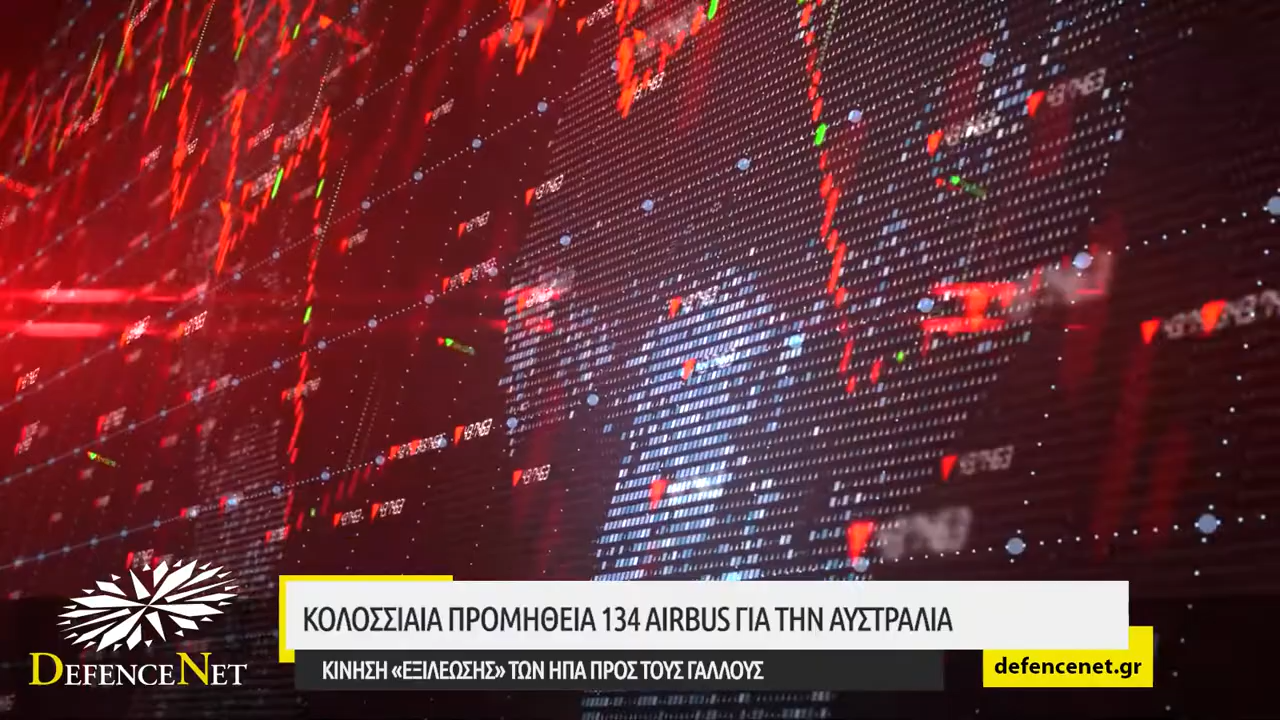 ΚΟΛΟΣΣΙΑΙΑ ΠΡΟΜΗΘΕΙΑ 134 AIRBUS ΓΙΑ ΤΗΝ ΑΥΣΤΡΑΛΙΑ
ΚΙΝΗΣΗ «ΕΞΙΛΕΩΣΗΣ» ΤΩΝ ΗΠΑ ΠΡΟΣ ΤΟΥΣ ΓΑΛΛΟΥΣ
DEFENCENET
defencenet.gr